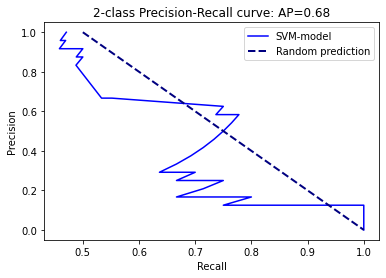 2-class Precision-Recall curve: AP=0.68
SVM-model
Random prediction
Precision
1.0
0.8
0.6
0.4
0.2
0.0
0.5 0.6 0.7 0.8 0.9 1.0
Recall